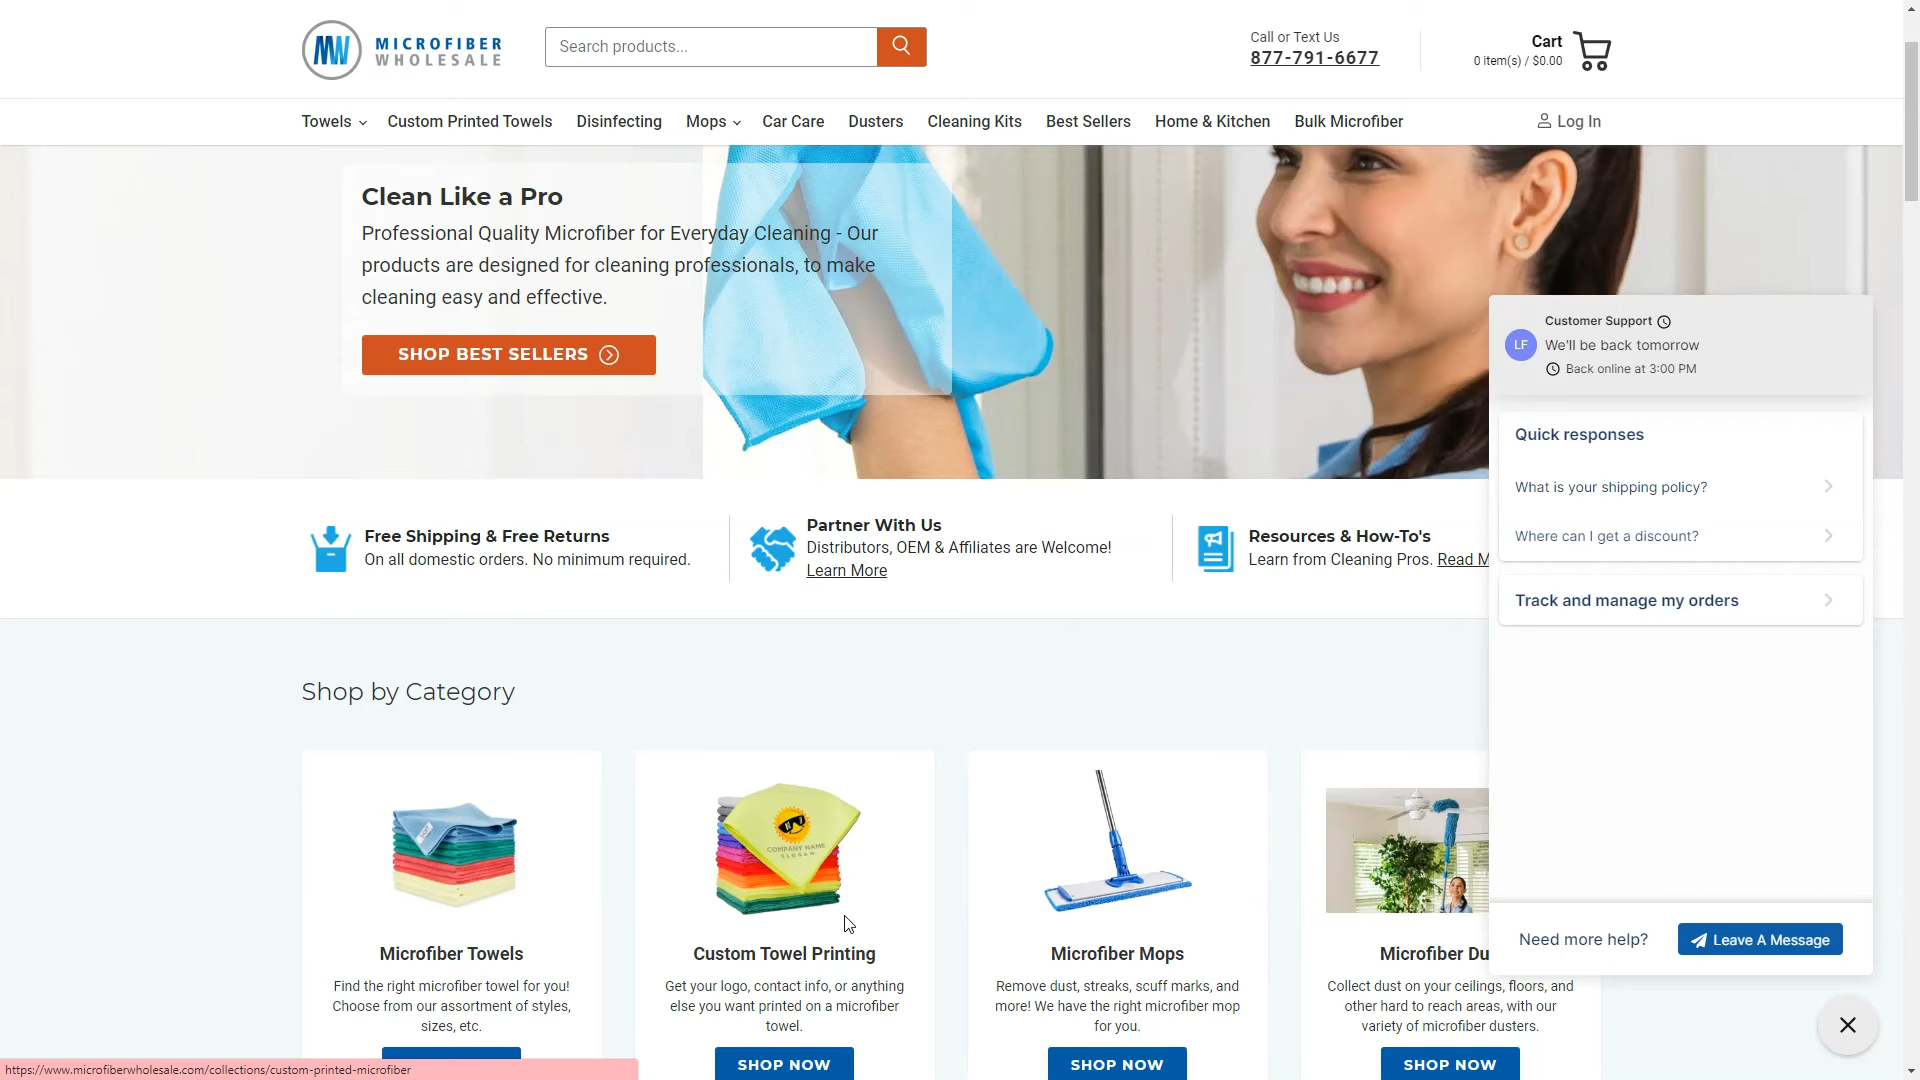 MW MICROFIBER
WHOLESALE
Search products...
Call or Text Us
877-791-6677
Cart
0 item(s) / $0.00
Towels
Custom Printed Towels
Disinfecting
Mops
Car Care
Dusters
Cleaning Kits
Best Sellers
Home & Kitchen
Bulk Microfiber
Log In
Clean Like a Pro
Professional Quality Microfiber for Everyday Cleaning - Our
products are designed for cleaning professionals, to make
cleaning easy and effective.
SHOP BEST SELLERS
Free Shipping & Free Returns
On all domestic orders. No minimum required.
Partner With Us
Distributors, OEM & Affiliates are Welcome!
Learn More
Resources & How-To's
Learn from Cleaning Pros. Read M
Customer Support
LF
We'll be back tomorrow
Back online at 3:00 PM
Quick responses
What is your shipping policy?
Where can I get a discount?
Track and manage my orders
Need more help?
Leave A Message
Shop by Category
COMPANY NAME
SLOGAN
Microfiber Towels
Find the right microfiber towel for you!
Choose from our assortment of styles,
sizes, etc.
Custom Towel Printing
Get your logo, contact info, or anything
else you want printed on a microfiber
towel.
SHOP NOW
Microfiber Mops
Remove dust, streaks, scuff marks, and
more! We have the right microfiber mop
for you.
SHOP NOW
Microfiber Du
Collect dust on your ceilings, floors, and
other hard to reach areas, with our
variety of microfiber dusters.
SHOP NOW
https://www.microfiberwholesale.com/collections/custom-printed-microfiber